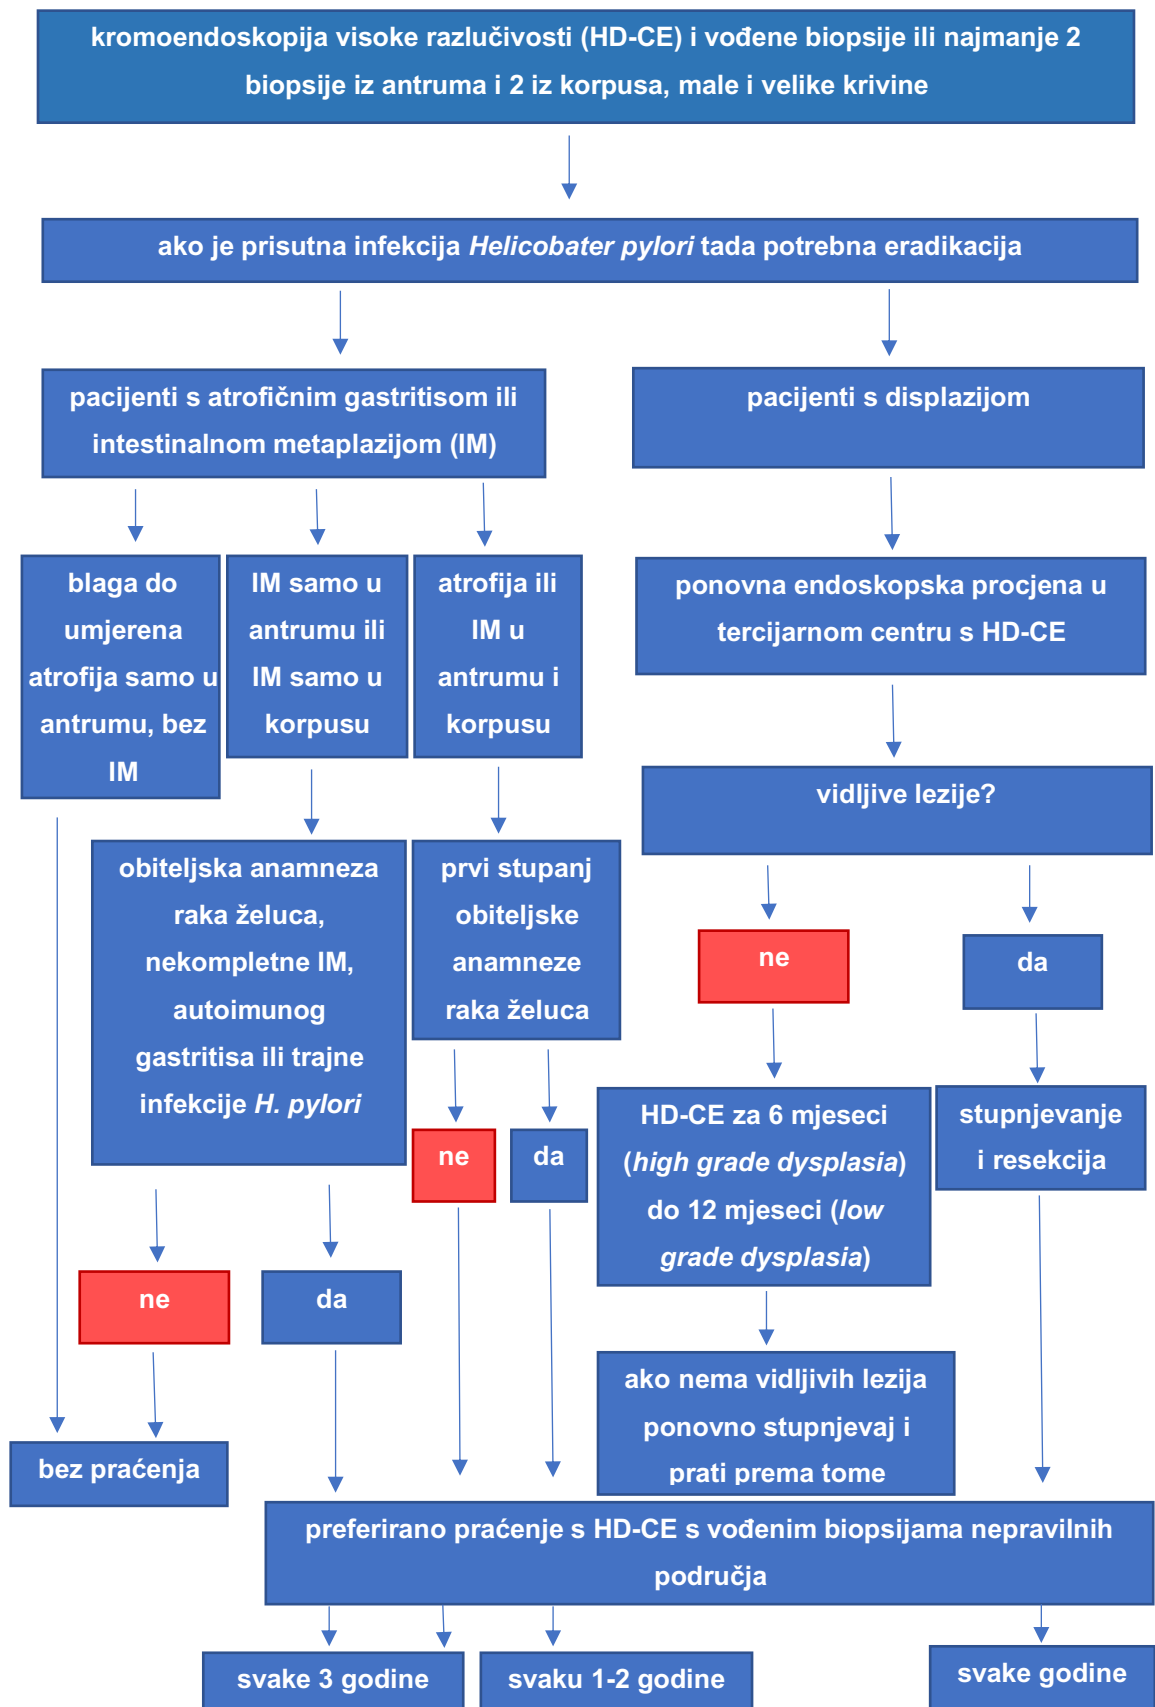 kromoendoskopija visoke razlučivosti (HD-CE) i vođene biopsije ili najmanje 2
biopsije iz antruma i 2 iz korpusa, male i velike krivine
ako je prisutna infekcija Helicobater pylori tada potrebna eradikacija
pacijenti s atrofičnim gastritisom ili
intestinalnom metaplazijom (IM)
pacijenti s displazijom
blaga do
umjerena
atrofija samo u
antrumu, bez
IM
IM samo u
antrumu ili
IM samo u
korpusu
atrofija ili
IM u
antrumu i
korpusu
ponovna endoskopska procjena u
tercijarnom centru s HD-CE
vidljive lezije?
obiteljska anamneza
raka želuca,
nekompletne IM,
autoimunog
gastritisa ili trajne
infekcije H. pylori
prvi stupanj
obiteljske
anamneze
raka želuca
ne
da
HD-CE za 6 mjeseci
(high grade dysplasia)
do 12 mjeseci (low
grade dysplasia)
stupnjevanje
i resekcija
ne
da
ne
da
ako nema vidljivih lezija
ponovno stupnjevaj i
prati prema tome
bez praćenja
preferirano praćenje s HD-CE s vođenim biopsijama nepravilnih
područja
svake 3 godine
svaku 1-2 godine
svake godine